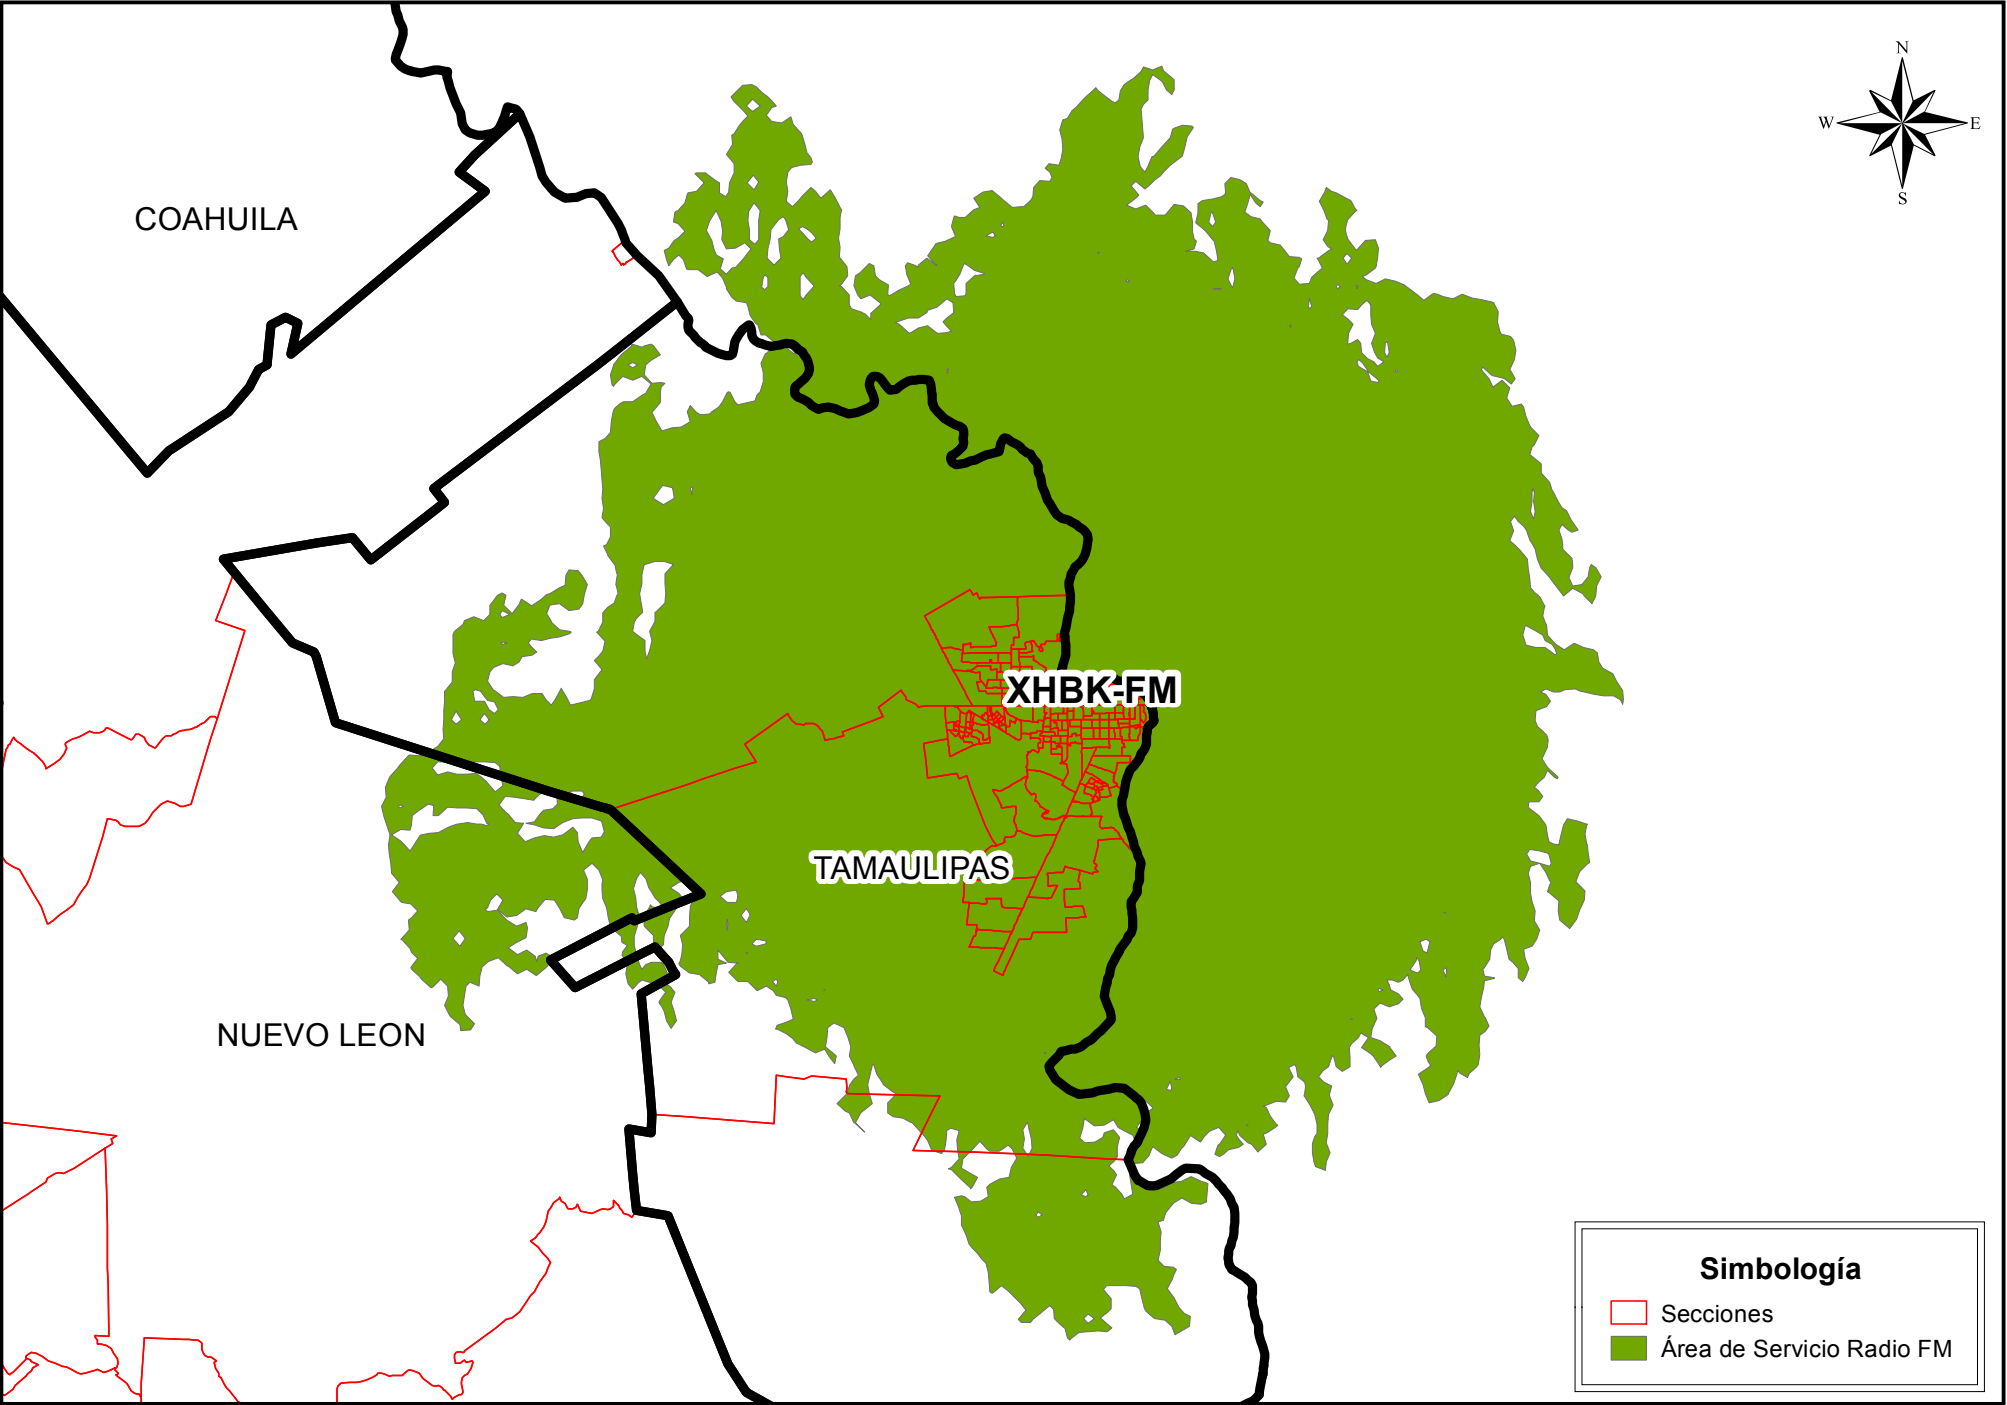 N
W E
S
COAHUILA
XHBK-FM
TAMAULIPAS
NUEVO LEON
Simbología
Secciones
Área de Servicio Radio FM